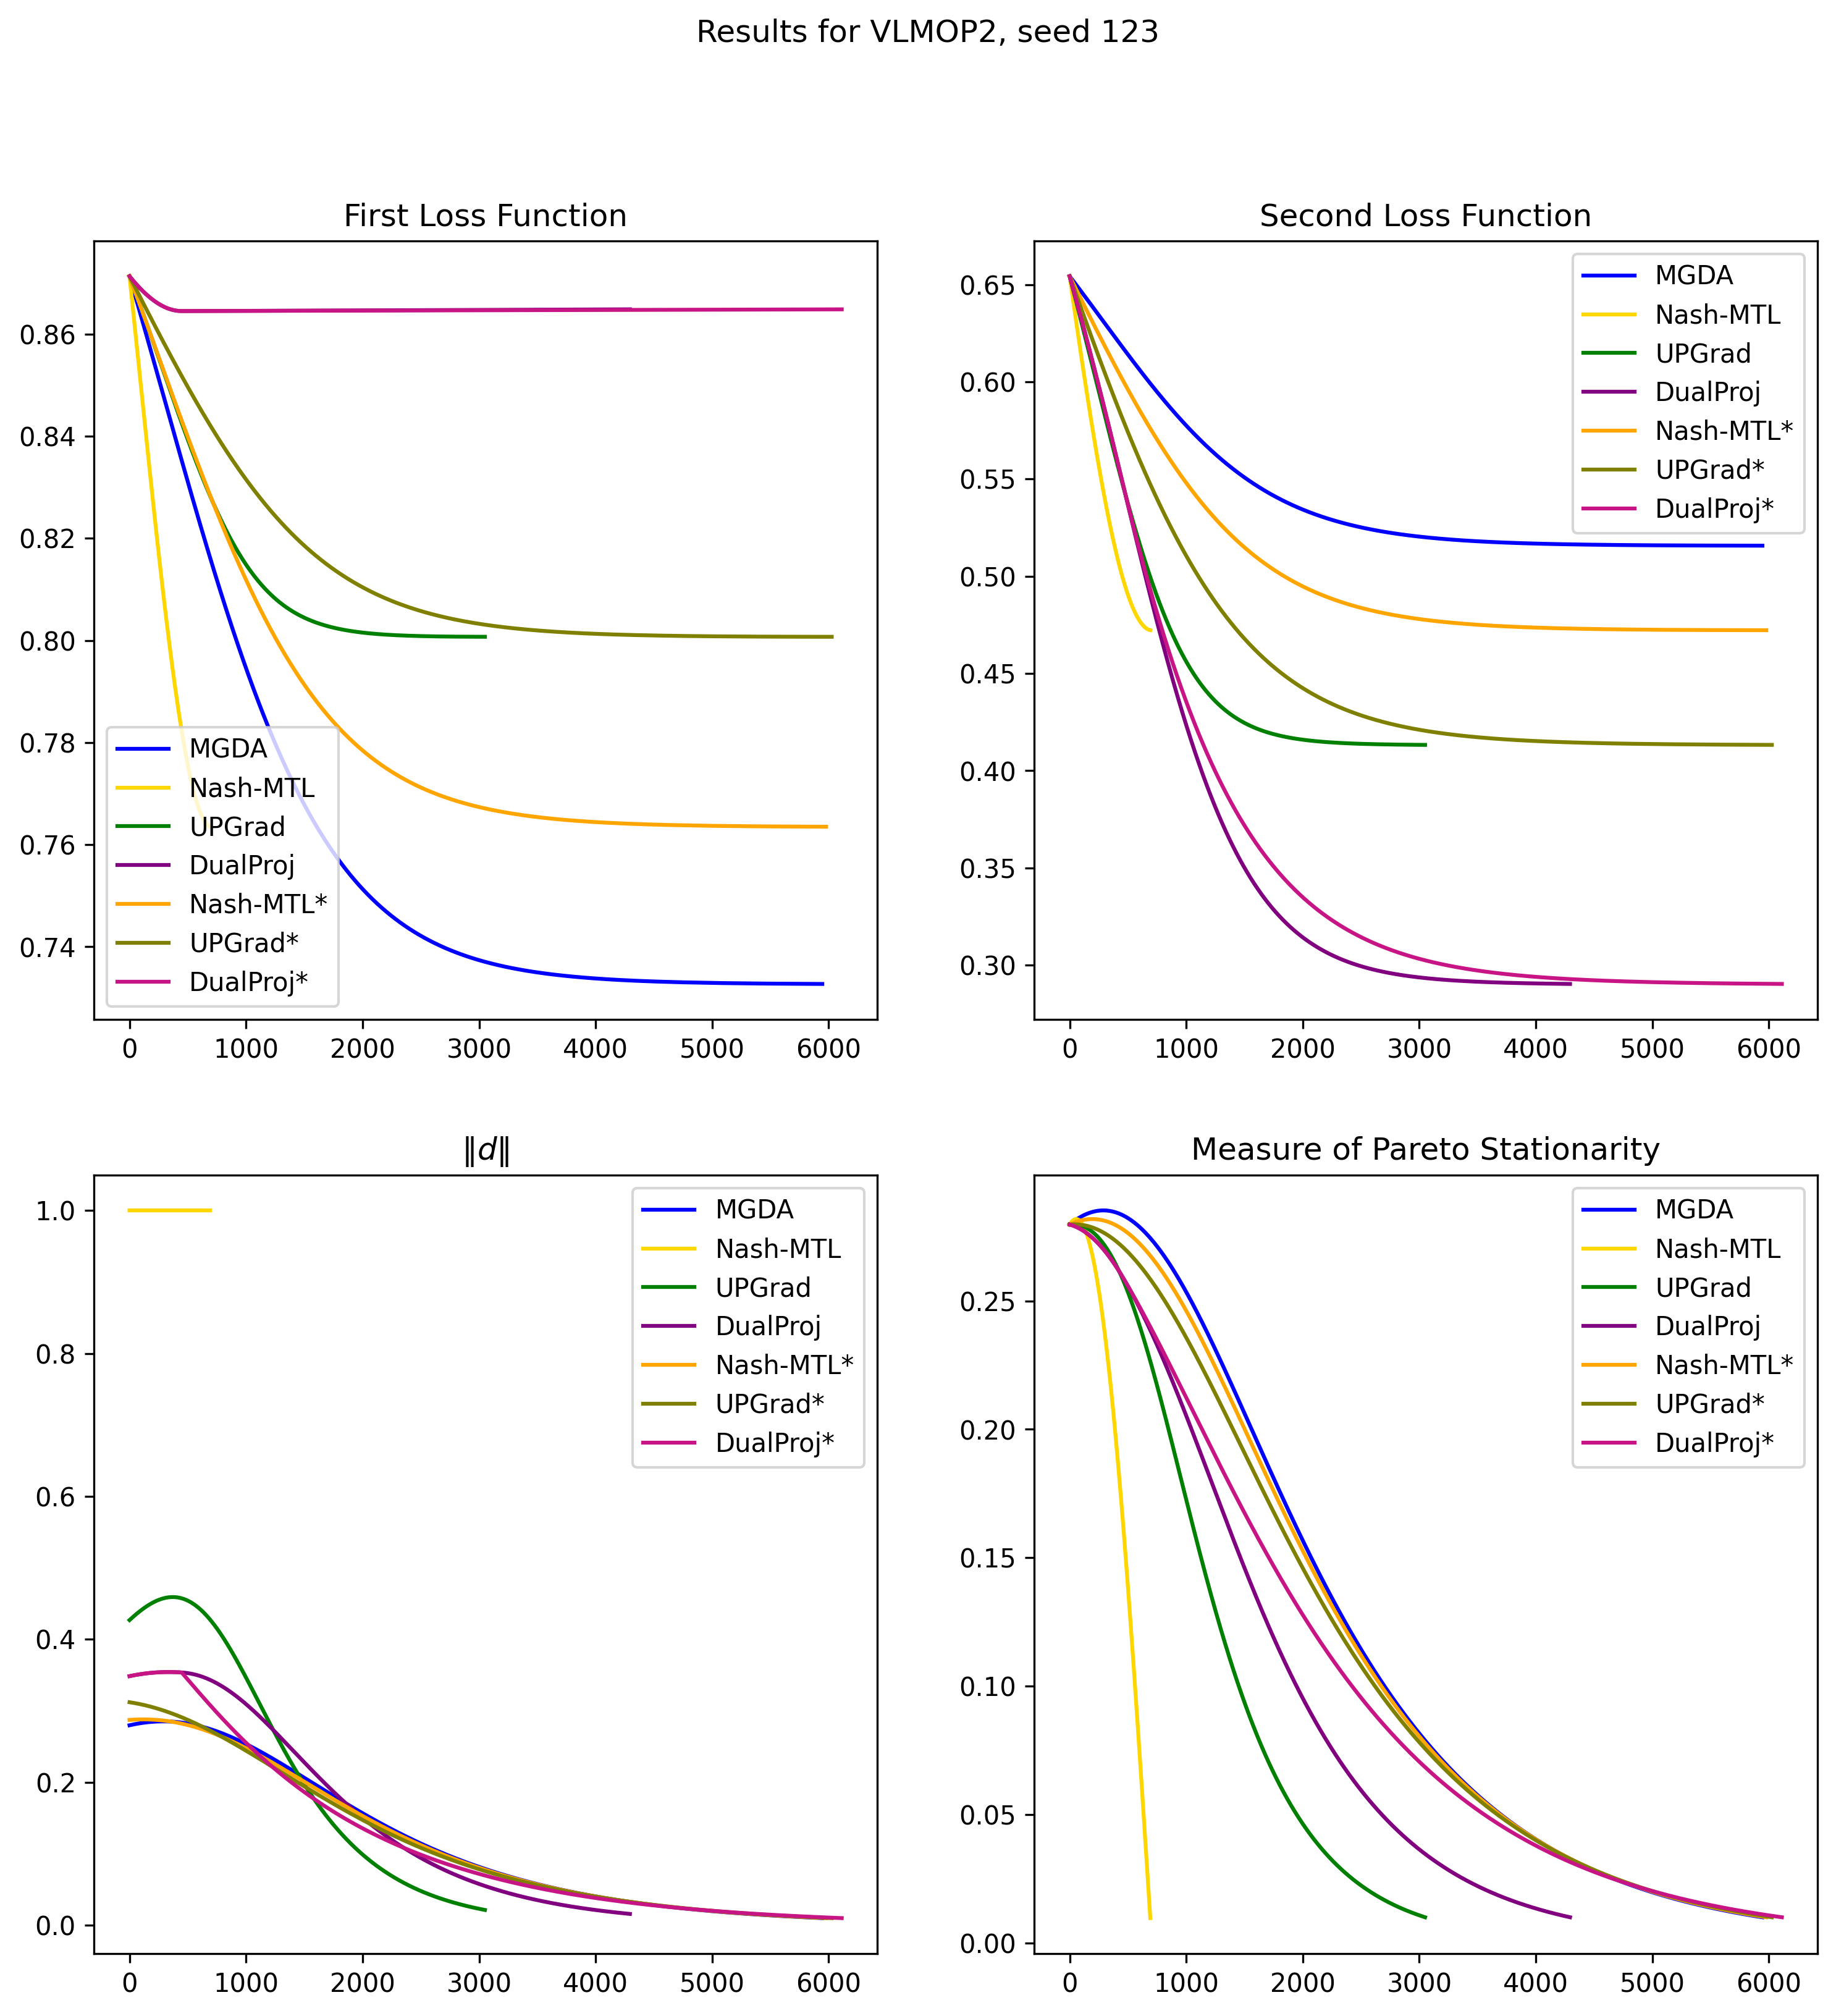 Results for VLMOP2, seed 123
First Loss Function
0.86
0.84
0.82
0.80
0.78
0.76
0.74
MGDA
Nash-MTL
UPGrad
DualProj
Nash-MTL*
UPGrad*
DualProj*
0 1000 2000 3000 4000 5000 6000
Second Loss Function
0.65
0.60
0.55
0.50
0.45
0.40
0.35
0.30
MGDA
Nash-MTL
UPGrad
DualProj
Nash-MTL*
UPGrad*
DualProj*
0 1000 2000 3000 4000 5000 6000
‖d‖
1.0
0.8
0.6
0.4
0.2
0.0
MGDA
Nash-MTL
UPGrad
DualProj
Nash-MTL*
UPGrad*
DualProj*
0 1000 2000 3000 4000 5000 6000
Measure of Pareto Stationarity
0.25
0.20
0.15
0.10
0.05
0.00
MGDA
Nash-MTL
UPGrad
DualProj
Nash-MTL*
UPGrad*
DualProj*
0 1000 2000 3000 4000 5000 6000